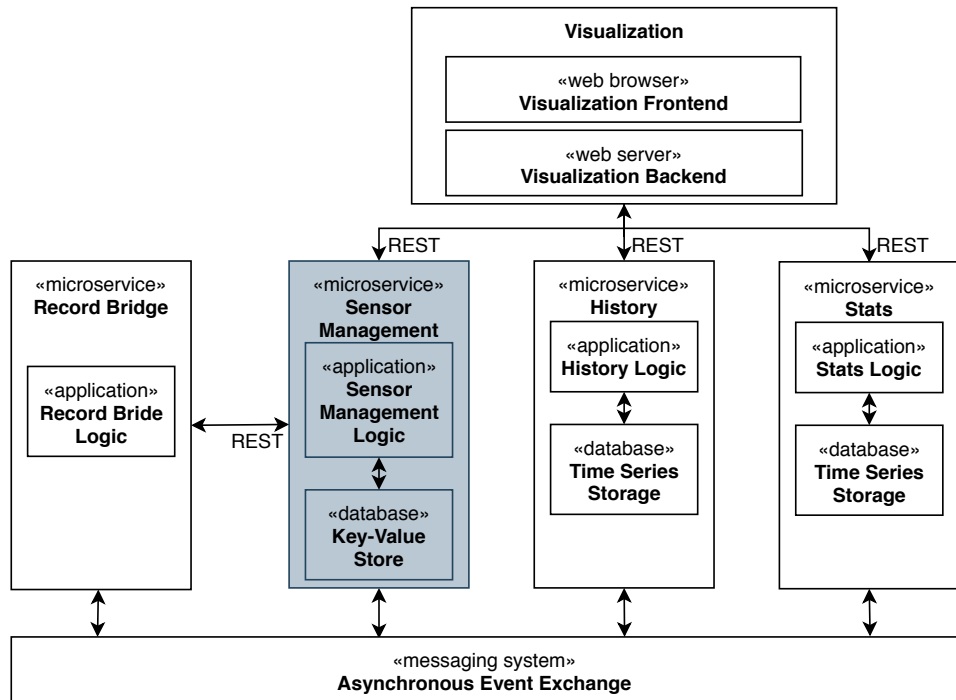 Visualization
«web browser»
Visualization Frontend
«web server»
Visualization Backend
REST
REST
REST
«microservice»
Record Bridge
«application»
Record Bride
Logic
REST
«microservice»
Sensor
Management
«application»
Sensor
Management
Logic
«database»
Key-Value
Store
«microservice»
History
«application»
History Logic
«database»
Time Series
Storage
«microservice»
Stats
«application»
Stats Logic
«database»
Time Series
Storage
«messaging system»
Asynchronous Event Exchange